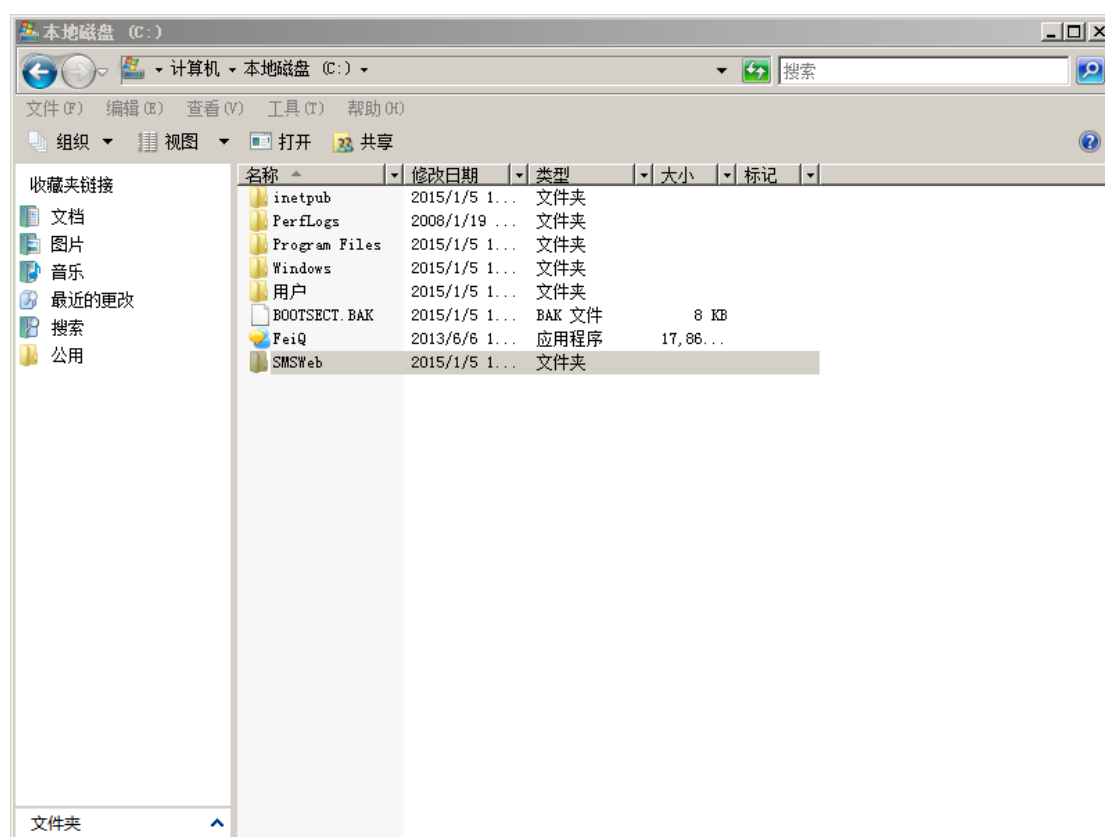 本地磁盘 (C:)
计算机 本地磁盘 (C:) 搜索
文件(F) 编辑(E) 查看(V) 工具(T) 帮助(H)
组织 视图 打开 共享
收藏夹链接
文档
图片
音乐
最近的更改
搜索
公用
文件夹
名称 修改日期 类型 大小 标记
inetpub 2015/1/5 1... 文件夹
PerfLogs 2008/1/19 ... 文件夹
Program Files 2015/1/5 1... 文件夹
Windows 2015/1/5 1... 文件夹
用户 2015/1/5 1... 文件夹
BOOTSECT.BAK 2015/1/5 1... BAK 文件 8 KB
FeiQ 2013/6/6 1... 应用程序 17,86...
SMSWeb 2015/1/5 1... 文件夹